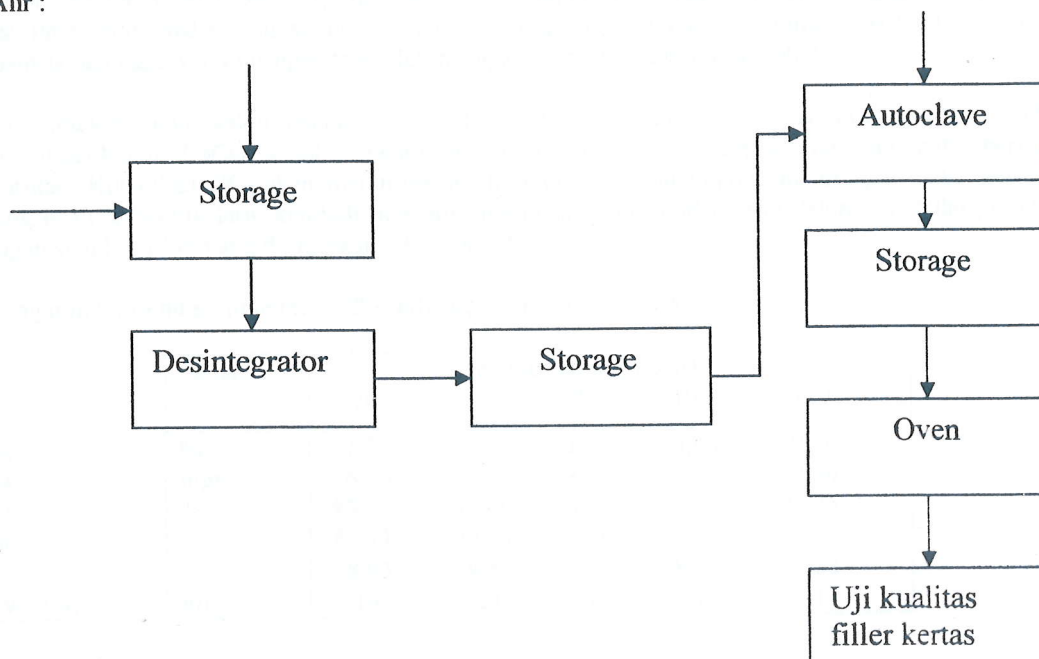 Storage
Desintegrator
Storage
Autoclave
Storage
Oven
Uji kualitas
filler kertas